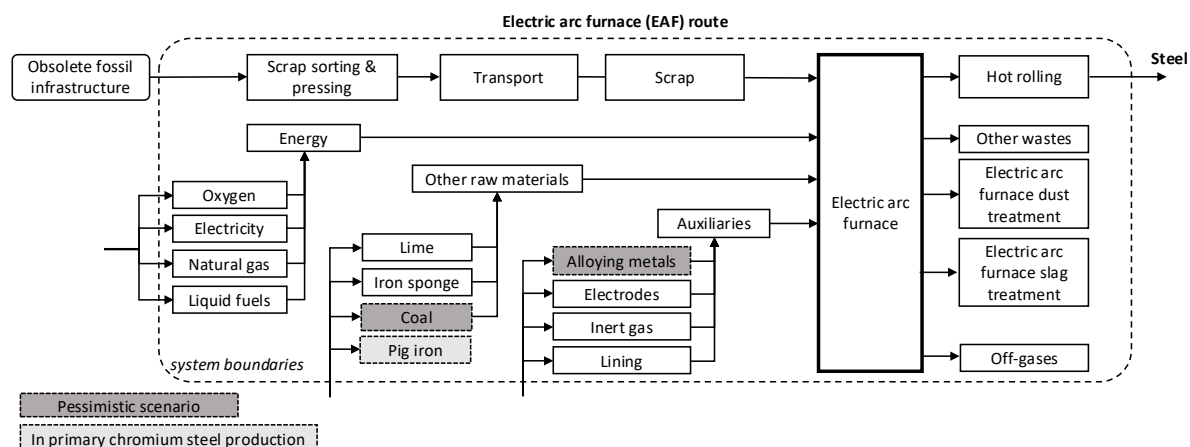 Electric arc furnace (EAF) route
Obsolete fossil
infrastructure
Scrap sorting &
pressing
Transport
Scrap
Hot rolling
Steel
Energy
Other wastes
Oxygen
Electricity
Natural gas
Liquid fuels
Other raw materials
Lime
Iron sponge
Coal
Pig iron
Auxiliaries
Alloying metals
Electrodes
Inert gas
Lining
Electric arc
furnace
Electric arc
furnace dust
treatment
Electric arc
furnace slag
treatment
Off-gases
system boundaries
Pessimistic scenario
In primary chromium steel production